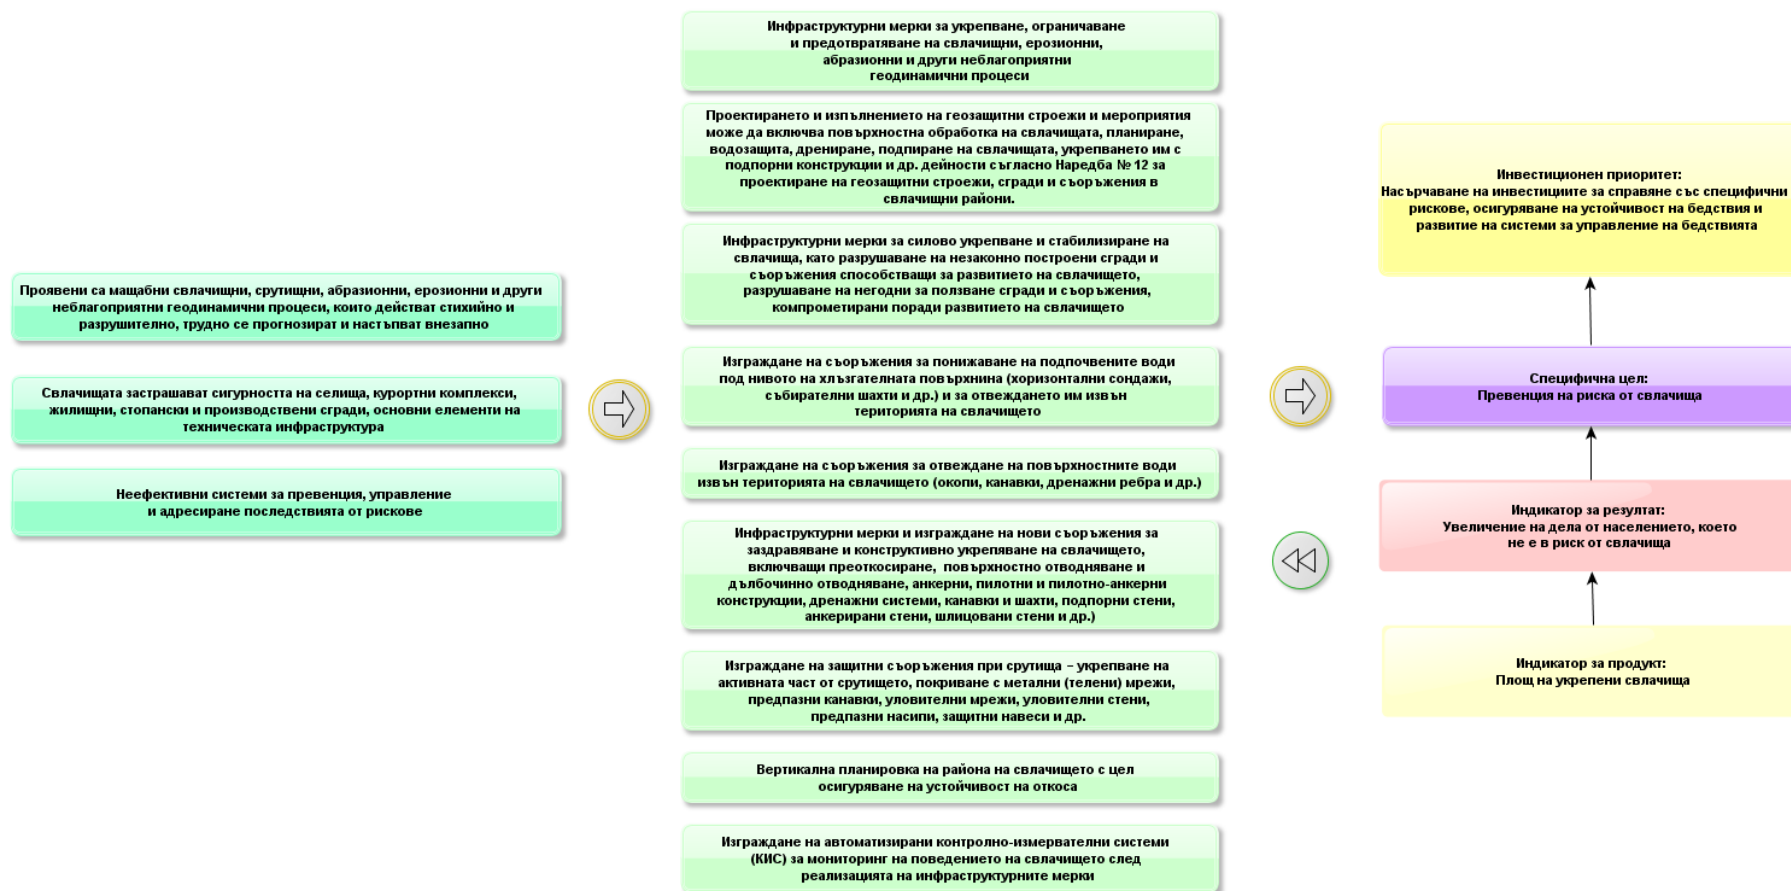 Проявени са мащабни свлачищни, срутищни, абразионни, ерозионни и други
неблагоприятни геодинамични процеси, които действат стихийно и
разрушително, трудно се прогнозират и настъпват внезапно
Свлачищата застрашават сигурността на селища, курортни комплекси,
жилищни, стопански и производствени сгради, основни елементи на
техническата инфраструктура
Неефективни системи за превенция, управление
и адресиране последствията от рискове
Инфраструктурни мерки за укрепване, ограничаване
и предотвратяване на свлачищни, ерозионни,
абразионни и други неблагоприятни
геодинамични процеси
Проектирането и изпълнението на геозащитни строежи и мероприятия
може да включва повърхностна обработка на свлачищата, планиране,
водозащита, дрениране, подпиране на свлачищата, укрепването им с
подпорни конструкции и др. дейности съгласно Наредба № 12 за
проектиране на геозащитни строежи, сгради и съоръжения в
свлачищни райони.
Инфраструктурни мерки за силово укрепване и стабилизиране на
свлачища, като разрушаване на незаконно построени сгради и
съоръжения способстващи за развитието на свлачището,
разрушаване на негодни за ползване сгради и съоръжения,
компрометирани поради развитието на свлачището
Изграждане на съоръжения за понижаване на подпочвените води
под нивото на хлъзгателната повърхнина (хоризонтални сондажи,
събирателни шахти и др.) и за отвеждането им извън
територията на свлачището
Изграждане на съоръжения за отвеждане на повърхностните води
извън територията на свлачището (окопи, канавки, дренажни ребра и др.)
Инфраструктурни мерки и изграждане на нови съоръжения за
заздравяване и конструктивно укрепяване на свлачището,
включващи преоткосиране, повърхностно отводняване и
дълбочинно отводняване, анкерни, пилотни и пилотно-анкерни
конструкции, дренажни системи, канавки и шахти, подпорни стени,
анкерирани стени, шлицовани стени и др.)
Изграждане на защитни съоръжения при срутища – укрепване на
активната част от срутището, покриване с метални (телени) мрежи,
предпазни канавки, уловителни мрежи, уловителни стени,
предпазни насипи, защитни навеси и др.
Вертикална планировка на района на свлачището с цел
осигуряване на устойчивост на откоса
Изграждане на автоматизирани контролно-измервателни системи
(КИС) за мониторинг на поведението на свлачището след
реализацията на инфраструктурните мерки
Инвестиционен приоритет:
Насърчаване на инвестициите за справяне със специфични
рискове, осигуряване на устойчивост на бедствия и
развитие на системи за управление на бедствията
Специфична цел:
Превенция на риска от свлачища
Индикатор за резултат:
Увеличение на дела от населението, което
не е в риск от свлачища
Индикатор за продукт:
Площ на укрепени свлачища